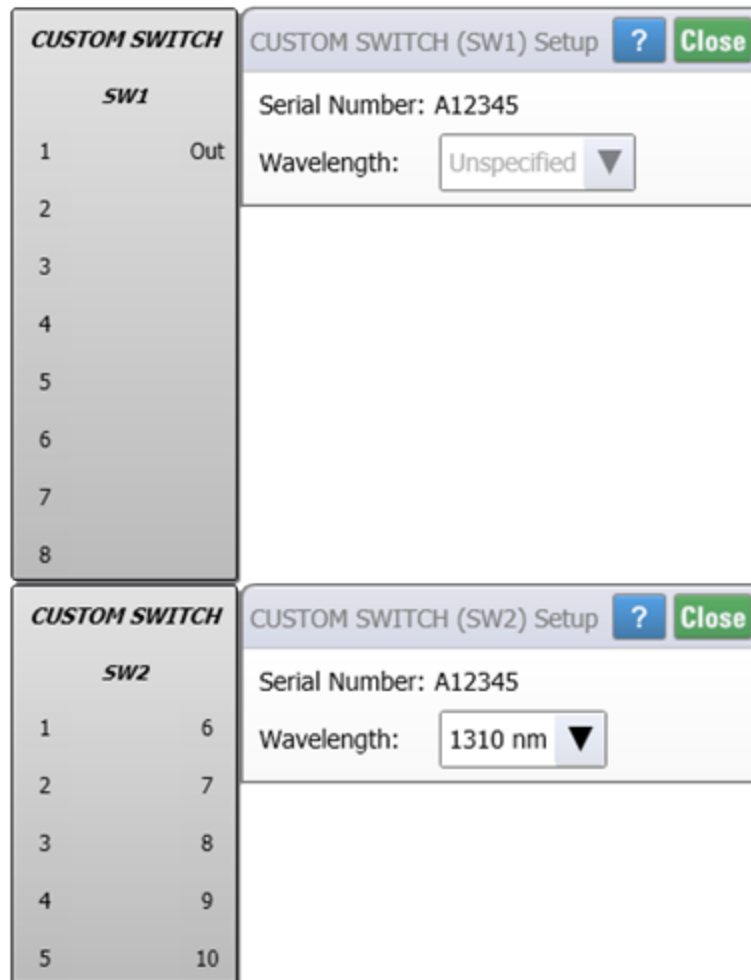 CUSTOM SWITCH
SW1
1 Out
2
3
4
5
6
7
8
CUSTOM SWITCH (SW1) Setup ? Close
Serial Number: A12345
Wavelength: Unspecified
CUSTOM SWITCH
SW2
1 6
2 7
3 8
4 9
5 10
CUSTOM SWITCH (SW2) Setup ? Close
Serial Number: A12345
Wavelength: 1310 nm